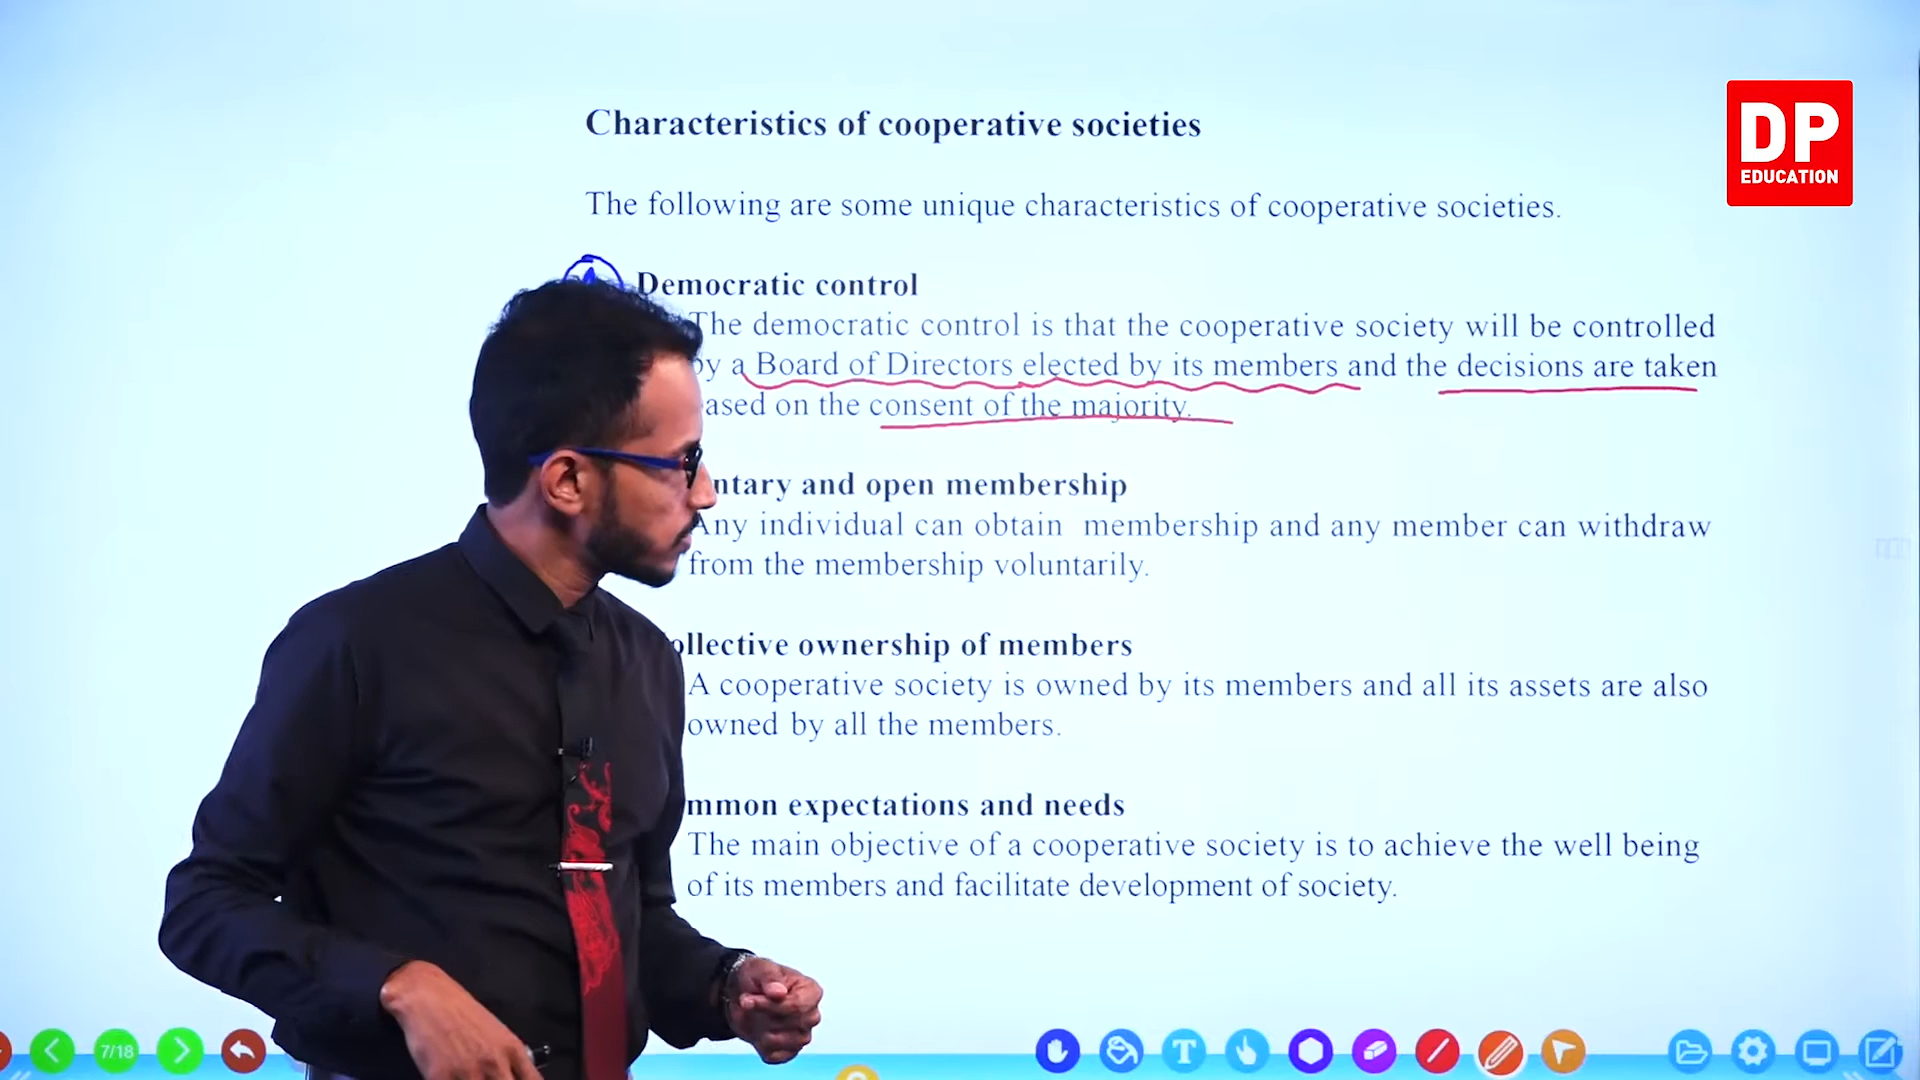 DP
EDUCATION
Characteristics of cooperative societies
The following are some unique characteristics of cooperative societies.
Democratic control
The democratic control is that the cooperative society will be controlled
by a Board of Directors elected by its members and the decisions are taken
based on the consent of the majority.
and open membership
Any individual can obtain membership and any member can withdraw
from the membership voluntarily.
Collective ownership of members
A cooperative society is owned by its members and all its assets are also
owned by all the members.
expectations and needs
The main objective of a cooperative society is to achieve the well being
of its members and facilitate development of society.
7/18
T